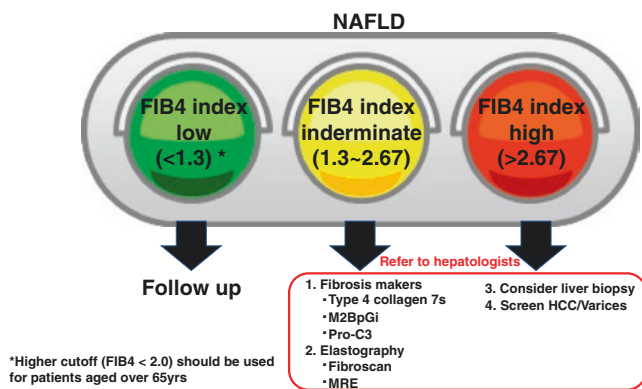 NAFLD
FIB4 index
low
(<1.3) *
FIB4 index
inderminate
(1.3~2.67)
FIB4 index
high
(>2.67)
Follow up
Refer to hepatologists
1. Fibrosis makers
・Type 4 collagen 7s
・M2BpGi
・Pro-C3
2. Elastography
・Fibroscan
・MRE
3. Consider liver biopsy
4. Screen HCC/Varices
*Higher cutoff (FIB4 < 2.0) should be used
for patients aged over 65yrs